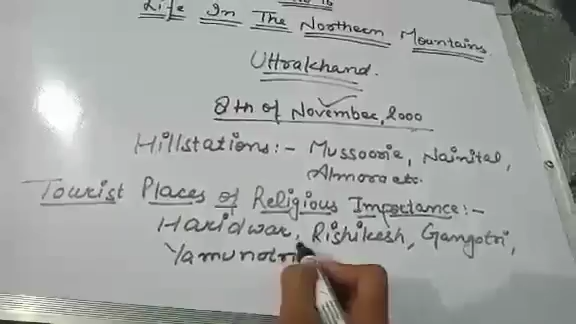 Life In The Northern Mountains
Uttrakhand.
8th of November, 2000
Hillstations:- Mussoorie, Nainital,
Almora etc.
Tourist Places of Religious Importance:-
Haridwar, Rishikesh, Gangotri,
Yamunotri